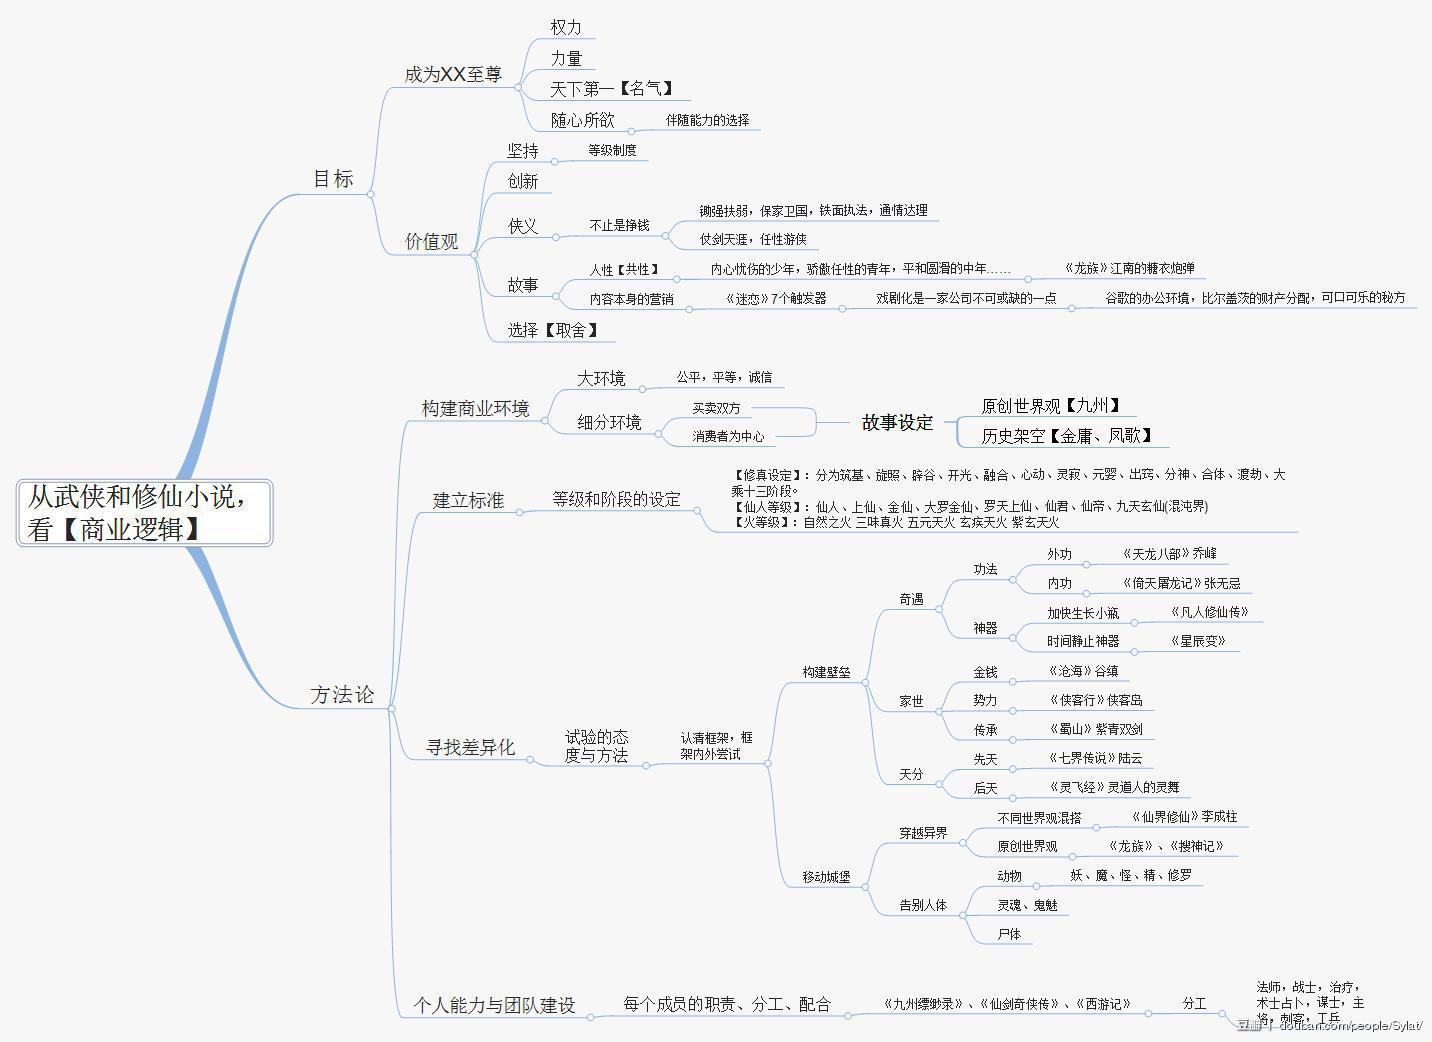 从武侠和修仙小说，
看【商业逻辑】
目标
成为XX至尊
权力
力量
天下第一【名气】
随心所欲
伴随能力的选择
价值观
坚持
等级制度
创新
侠义
不止是挣钱
锄强扶弱，保家卫国，铁面执法，通情达理
仗剑天涯，任性游侠
故事
人性【共性】
内心忧伤的少年，骄傲任性的青年，平和圆滑的中年……
《龙族》江南的糖衣炮弹
内容本身的营销
《迷恋》7个触发器
戏剧化是一家公司不可或缺的一点
谷歌的办公环境，比尔盖茨的财产分配，可口可乐的秘方
选择【取舍】
方法论
构建商业环境
大环境
公平，平等，诚信
细分环境
买卖双方
消费者为中心
故事设定
原创世界观【九州】
历史架空【金庸、凤歌】
建立标准
等级和阶段的设定
【修真设定】：分为筑基、旋照、辟谷、开光、融合、心动、灵寂、元婴、出窍、分神、合体、渡劫、大
乘十三阶段。
【仙人等级】：仙人、上仙、金仙、大罗金仙、罗天上仙、仙君、仙帝、九天玄仙(混沌界)
【火等级】：自然之火 三味真火 五元天火 玄疾天火 紫玄天火
寻找差异化
试验的态
度与方法
认清框架，框
架内外尝试
构建壁垒
奇遇
功法
外功
《天龙八部》乔峰
内功
《倚天屠龙记》张无忌
神器
加快生长小瓶
《凡人修仙传》
时间静止神器
《星辰变》
家世
金钱
《沧海》谷缜
势力
《侠客行》侠客岛
传承
《蜀山》紫青双剑
天分
先天
《七界传说》陆云
后天
《灵飞经》灵道人的灵舞
移动城堡
穿越异界
不同世界观混搭
《仙界修仙》李成柱
原创世界观
《龙族》、《搜神记》
告别人体
动物
妖、魔、怪、精、修罗
灵魂、鬼魅
尸体
个人能力与团队建设
每个成员的职责、分工、配合
《九州缥缈录》、《仙剑奇侠传》、《西游记》
分工
法师，战士，治疗，
术士占卜，谋士，主
将，刺客，工兵
豆瓣 douban.com/people/Sylat/